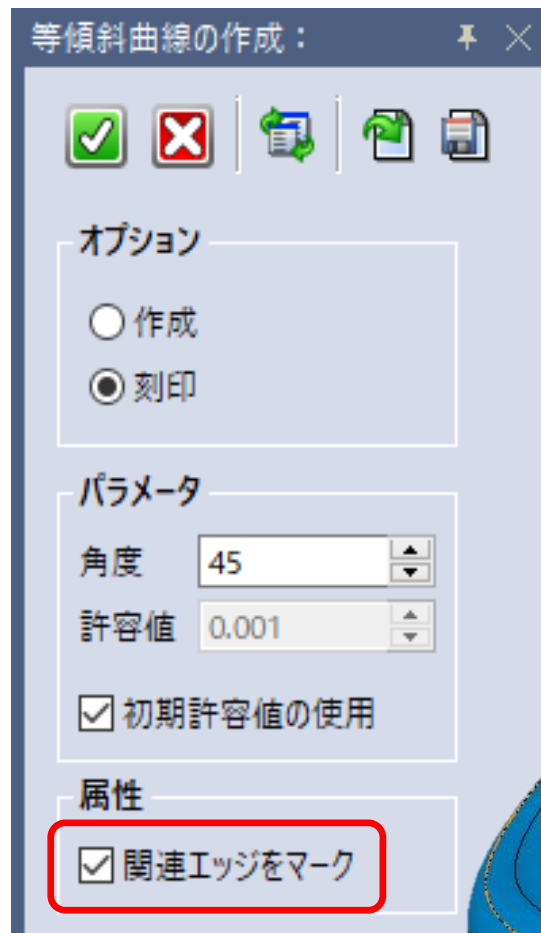 等傾斜曲線の作成：
オプション
作成
刻印
パラメータ
角度 45
許容値 0.001
初期許容値の使用
属性
関連エッジをマーク